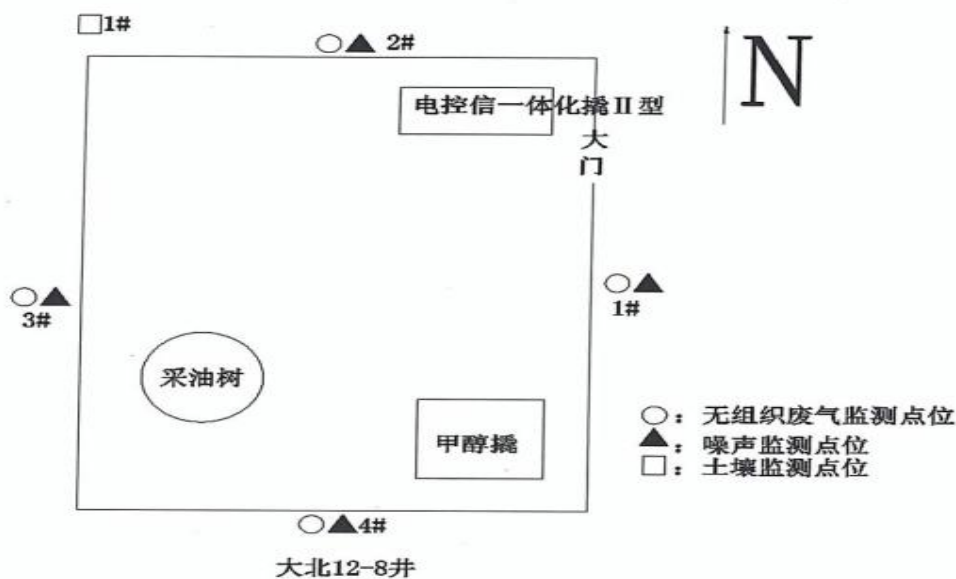 1#
2#
N
电控信一体化撬Ⅱ型
大
门
3#
1#
采油树
甲醇撬
○：无组织废气监测点位
▲：噪声监测点位
□：土壤监测点位
4#
大北12-8井